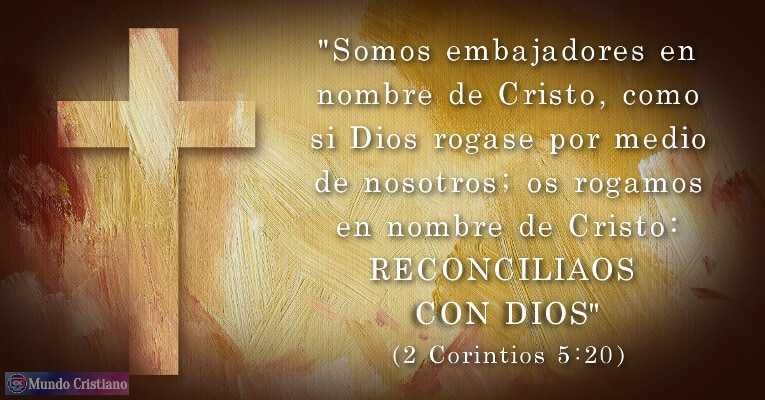 "Somos embajadores en
nombre de Cristo, como
si Dios rogase por medio
de nosotros; os rogamos
en nombre de Cristo:
RECONCILIAOS
CON DIOS"
(2 Corintios 5:20)
Mundo Cristiano